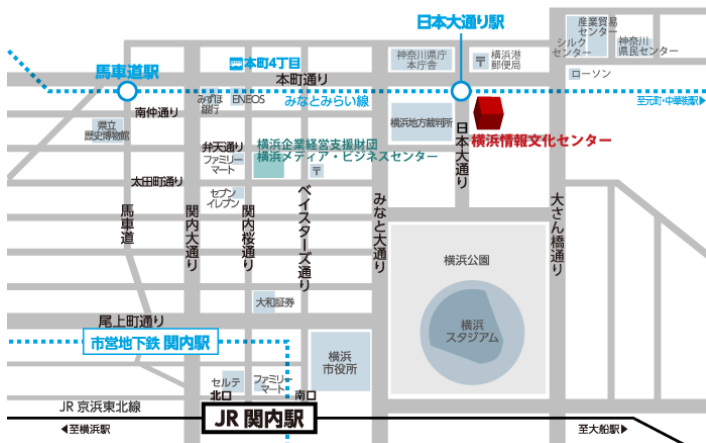 日本大通り駅
産業貿易
センター
シルク
センター
神奈川
県民センター
馬車道駅
本町4丁目
本町通り
神奈川県庁
本庁舎
〒
横浜港
郵便局
ローソン
みずほ
銀行
ENEOS
みなとみらい線
至元町・中華街駅▶
南仲通り
県立
歴史博物館
横浜地方裁判所
日本大通り
横浜情報文化センター
弁天通り
ファミリー
マート
横浜企業経営支援財団
横浜メディア・ビジネスセンター
〒
太田町通り
セブン
イレブン
馬車道
関内大通り
関内桜通り
ベイスターズ通り
みなと大通り
大さん橋通り
横浜公園
大和証券
尾上町通り
横浜
スタジアム
市営地下鉄 関内駅
横浜
市役所
セルテ
ファミリー
マート
北口
南口
JR 京浜東北線
JR 関内駅
◀至横浜駅
至大船駅▶